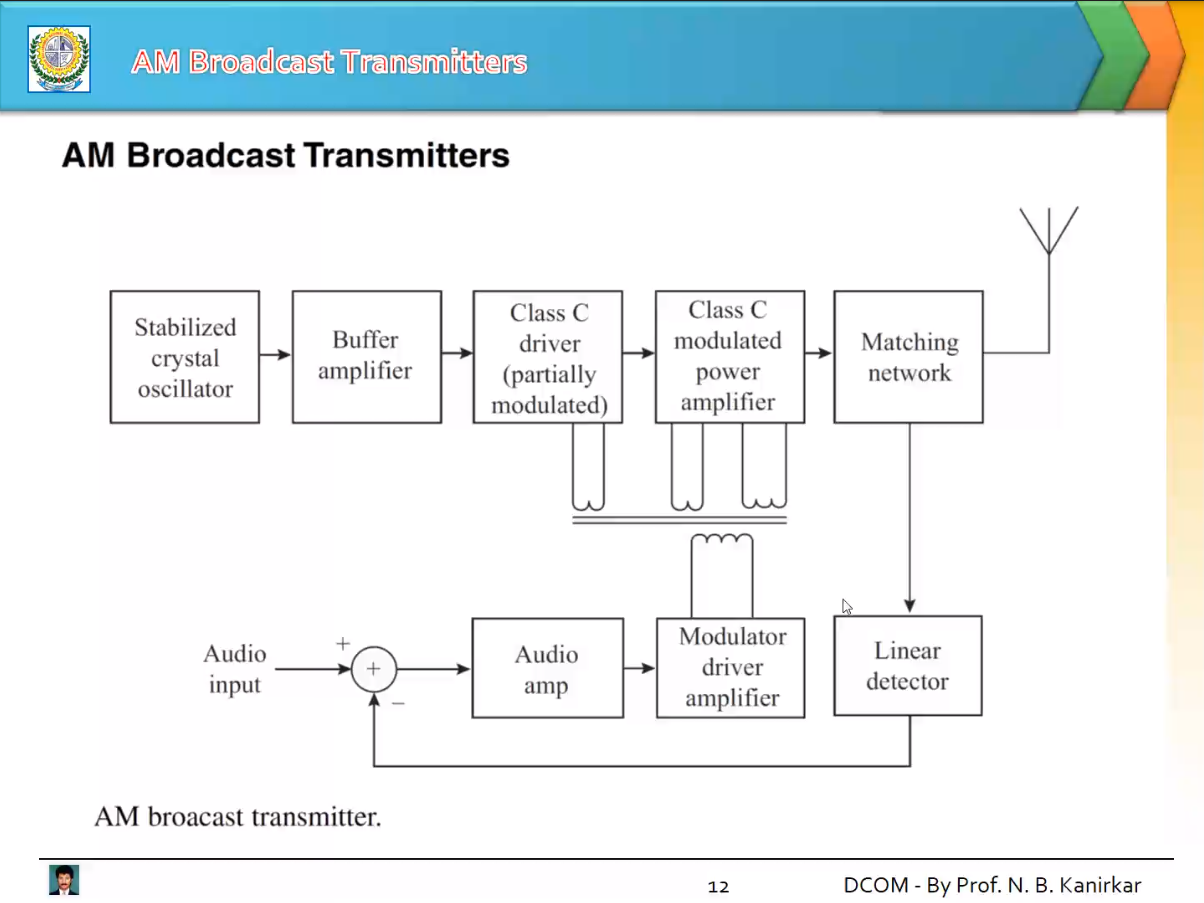 AM Broadcast Transmitters
AM Broadcast Transmitters
Stabilized
crystal
oscillator
Buffer
amplifier
Class C
driver
(partially
modulated)
Class C
modulated
power
amplifier
Matching
network
Audio
input
+
+
−
Audio
amp
Modulator
driver
amplifier
Linear
detector
AM broacast transmitter.
12
DCOM - By Prof. N. B. Kanirkar